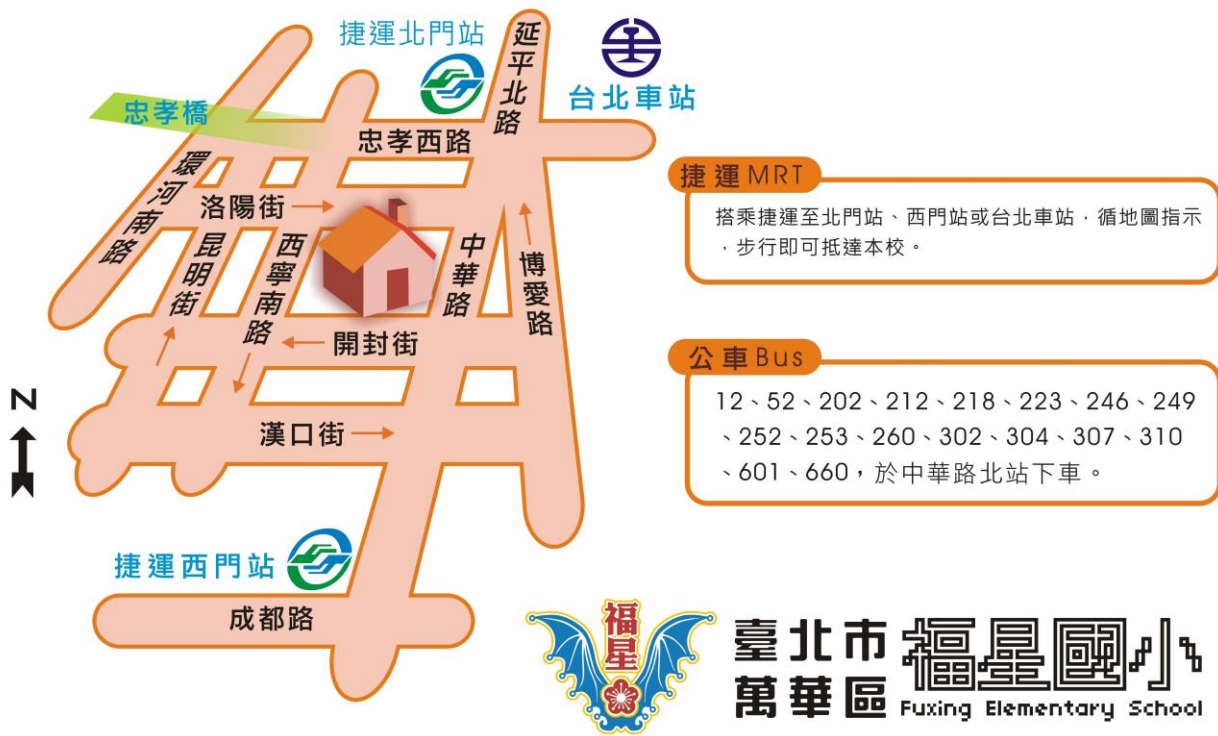 捷運北門站
延平北路
台北車站
忠孝橋
忠孝西路
環河南路
洛陽街
昆明街
西寧南路
中華路
博愛路
開封街
漢口街
N
捷運西門站
成都路
捷運MRT
搭乘捷運至北門站、西門站或台北車站，循地圖指示
，步行即可抵達本校。
公車Bus
12、52、202、212、218、223、246、249
、252、253、260、302、304、307、310
、601、660，於中華路北站下車。
福星
臺北市
萬華區
福星國小
Fuxing Elementary School